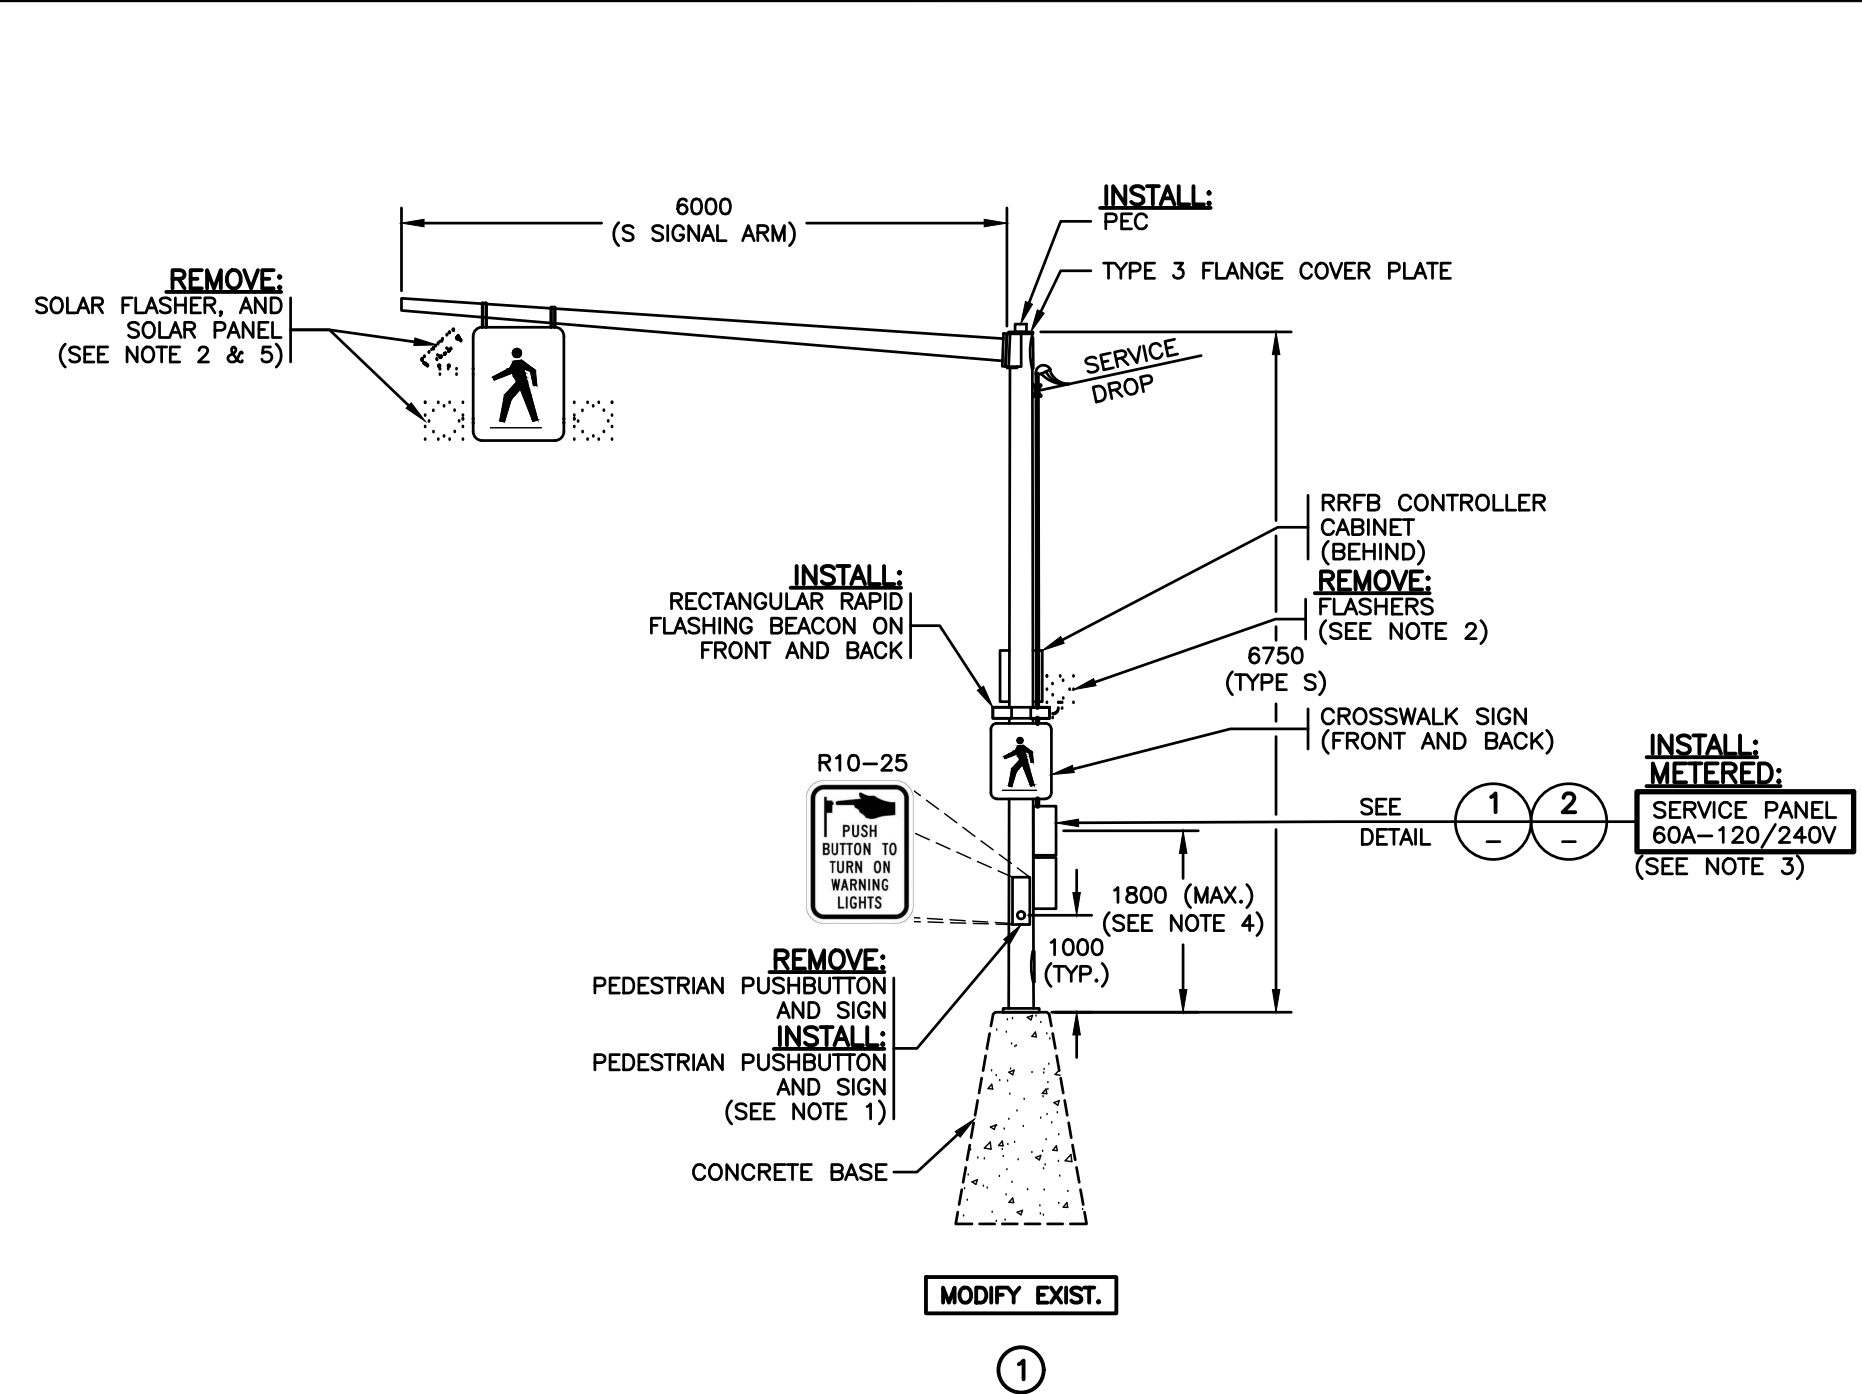 INSTALL:
PEC
6000
(S SIGNAL ARM)
TYPE 3 FLANGE COVER PLATE
REMOVE:
SOLAR FLASHER, AND
SOLAR PANEL
(SEE NOTE 2 & 5)
SERVICE
DROP
RRFB CONTROLLER
CABINET
(BEHIND)
REMOVE:
FLASHERS
(SEE NOTE 2)
INSTALL:
RECTANGULAR RAPID
FLASHING BEACON ON
FRONT AND BACK
6750
(TYPE S)
CROSSWALK SIGN
(FRONT AND BACK)
INSTALL:
METERED:
SERVICE PANEL
60A-120/240V
(SEE NOTE 3)
SEE
DETAIL
1
-
2
-
R10-25
PUSH
BUTTON TO
TURN ON
WARNING
LIGHTS
1800 (MAX.)
(SEE NOTE 4)
1000
(TYP.)
REMOVE:
PEDESTRIAN PUSHBUTTON
AND SIGN
INSTALL:
PEDESTRIAN PUSHBUTTON
AND SIGN
(SEE NOTE 1)
CONCRETE BASE
MODIFY EXIST.
1